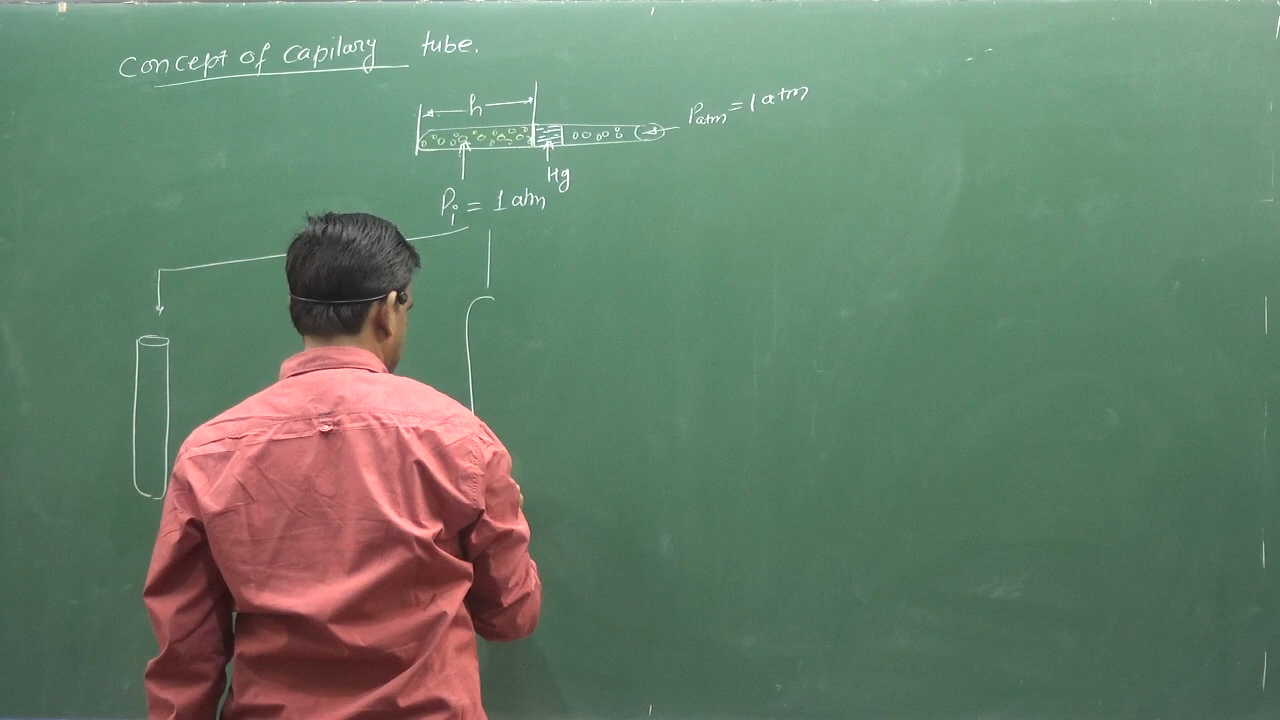 Concept of Capilary tube.
h
Patm = 1 atm
Hg
Pi = 1 atm